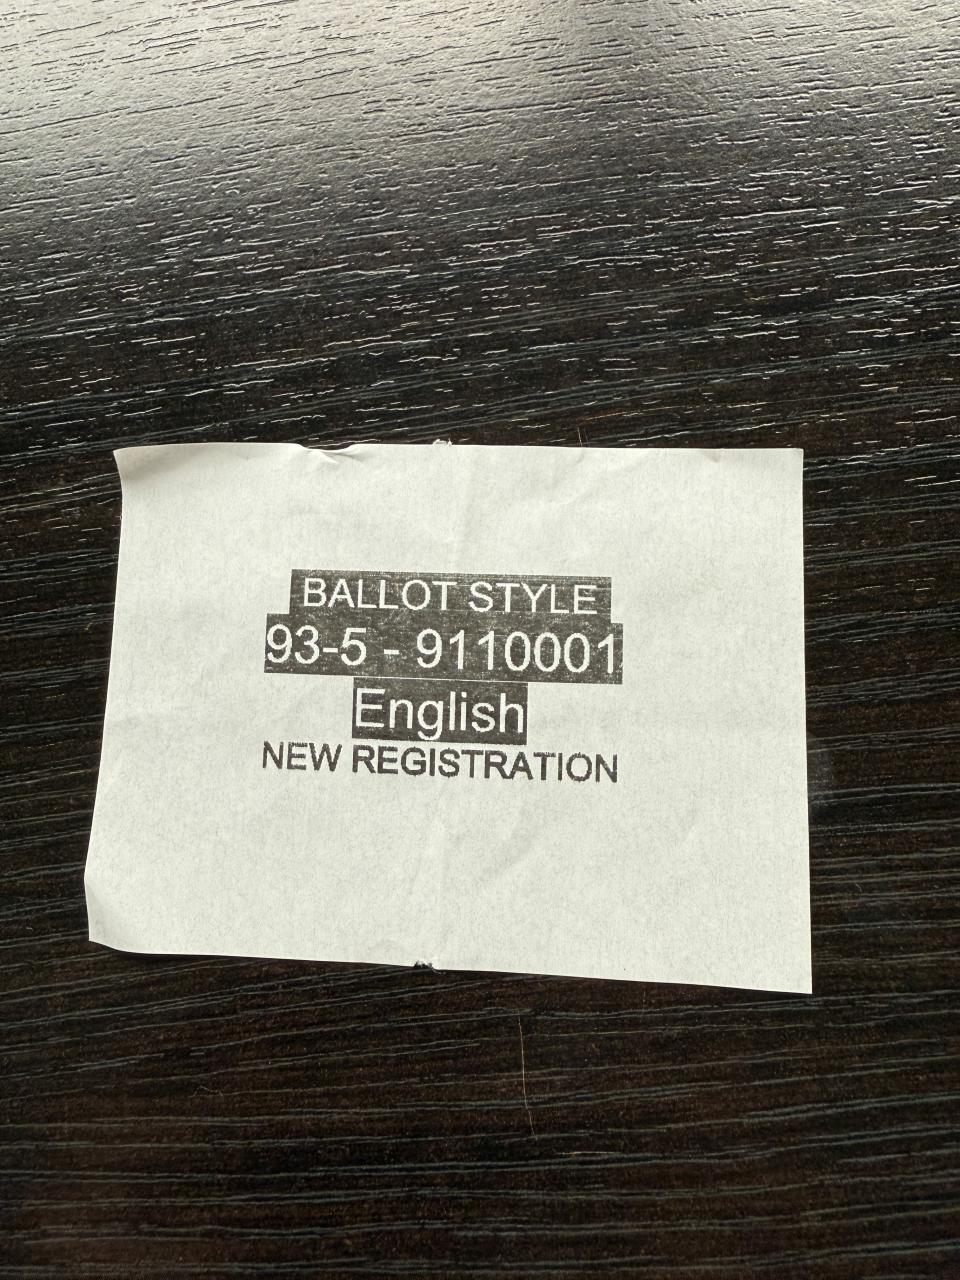 BALLOT STYLE
93-5 - 9110001
English
NEW REGISTRATION